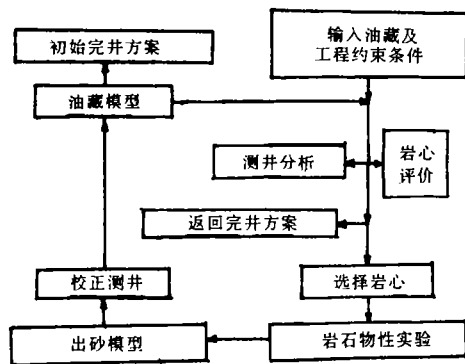 初始完井方案
输入油藏及
工程约束条件
油藏模型
测井分析
岩心
评价
返回完井方案
校正测井
选择岩心
出砂模型
岩石物性实验